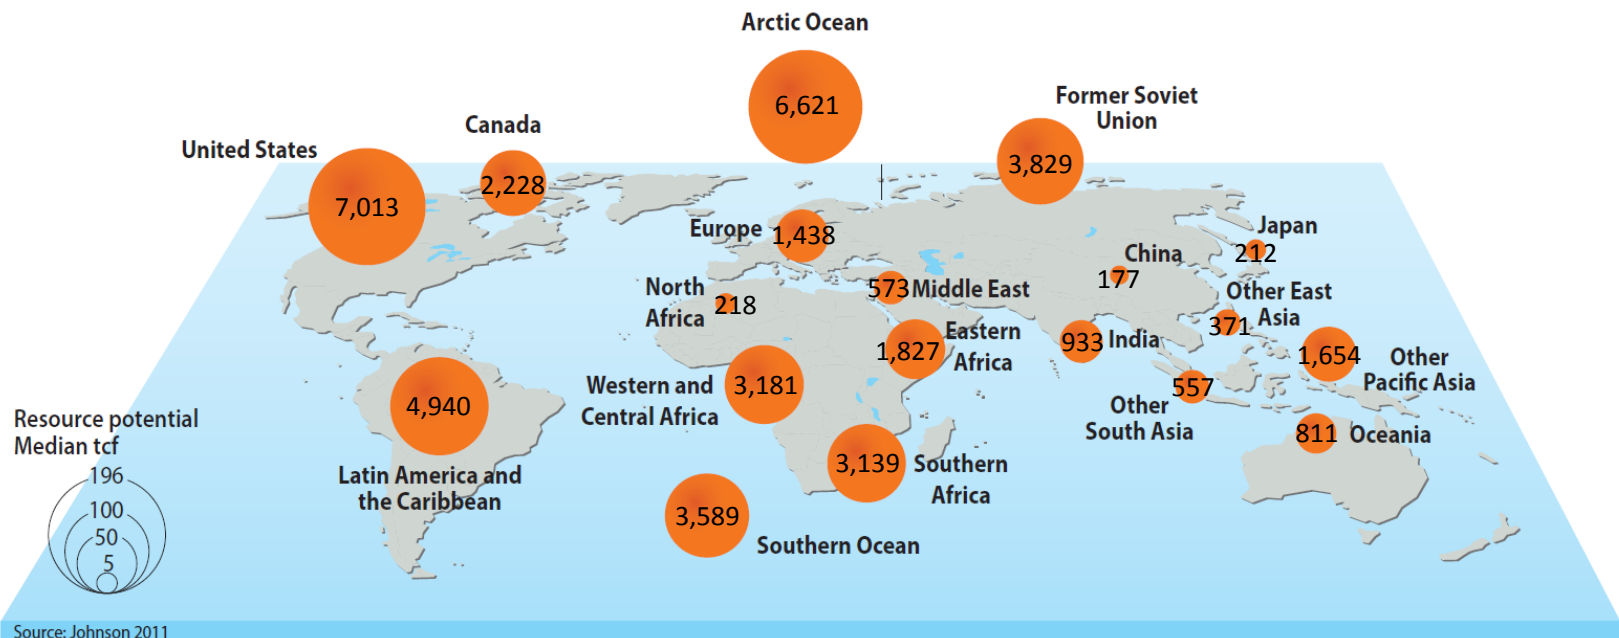 Arctic Ocean
6,621
Former Soviet
Union
3,829
Canada
2,228
United States
7,013
Europe
1,438
Japan
212
China
177
North
Africa
218
573
Middle East
Other East
Asia
371
Eastern
Africa
1,827
933
India
1,654
Other
Pacific Asia
Western and
Central Africa
3,181
557
Other
South Asia
4,940
Latin America and
the Caribbean
811
Oceania
3,139
Southern
Africa
3,589
Southern Ocean
Resource potential
Median tcf
196
100
50
5
Source: Johnson 2011